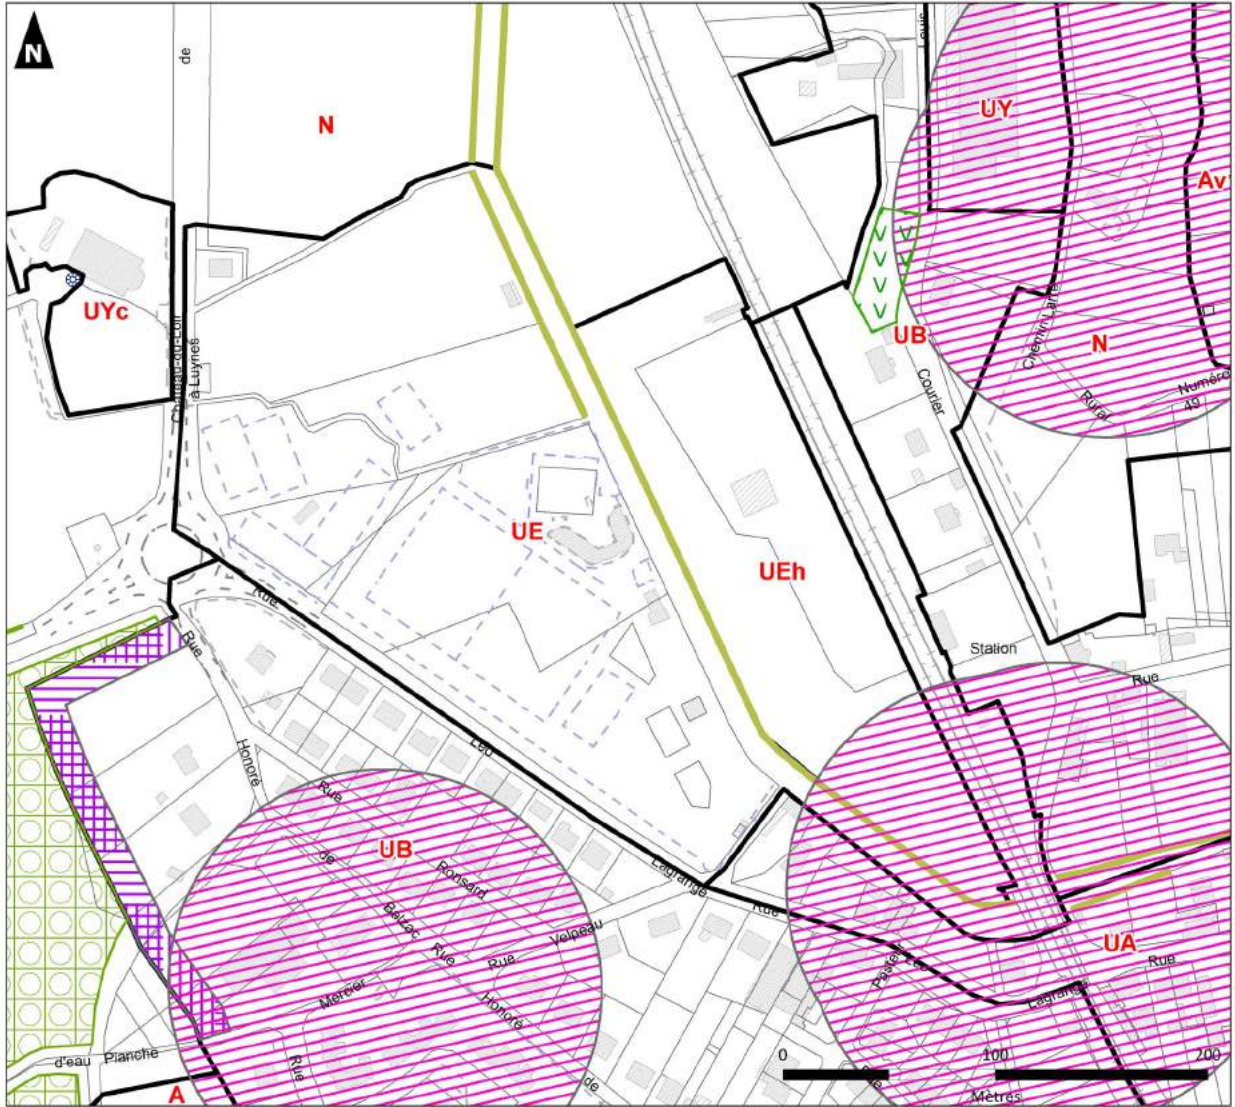 N
de
Louis
N
UY
Av
UYc
Château-du-Loir
à Luynes
UB
Chemin
N
Courier
Rural
Numéro
49
UE
UEh
Rue
Rue
Station
Rue
Honoré
Léo
Rue
UB
de
Ronsard
Lagrange
Balzac
Rue
Velpeau
Rue
Rue
Honoré
Mercier
Rue
UA
Rue
Lagrange
d'eau Planche
Rue
de
A
0 100 200
Mètres